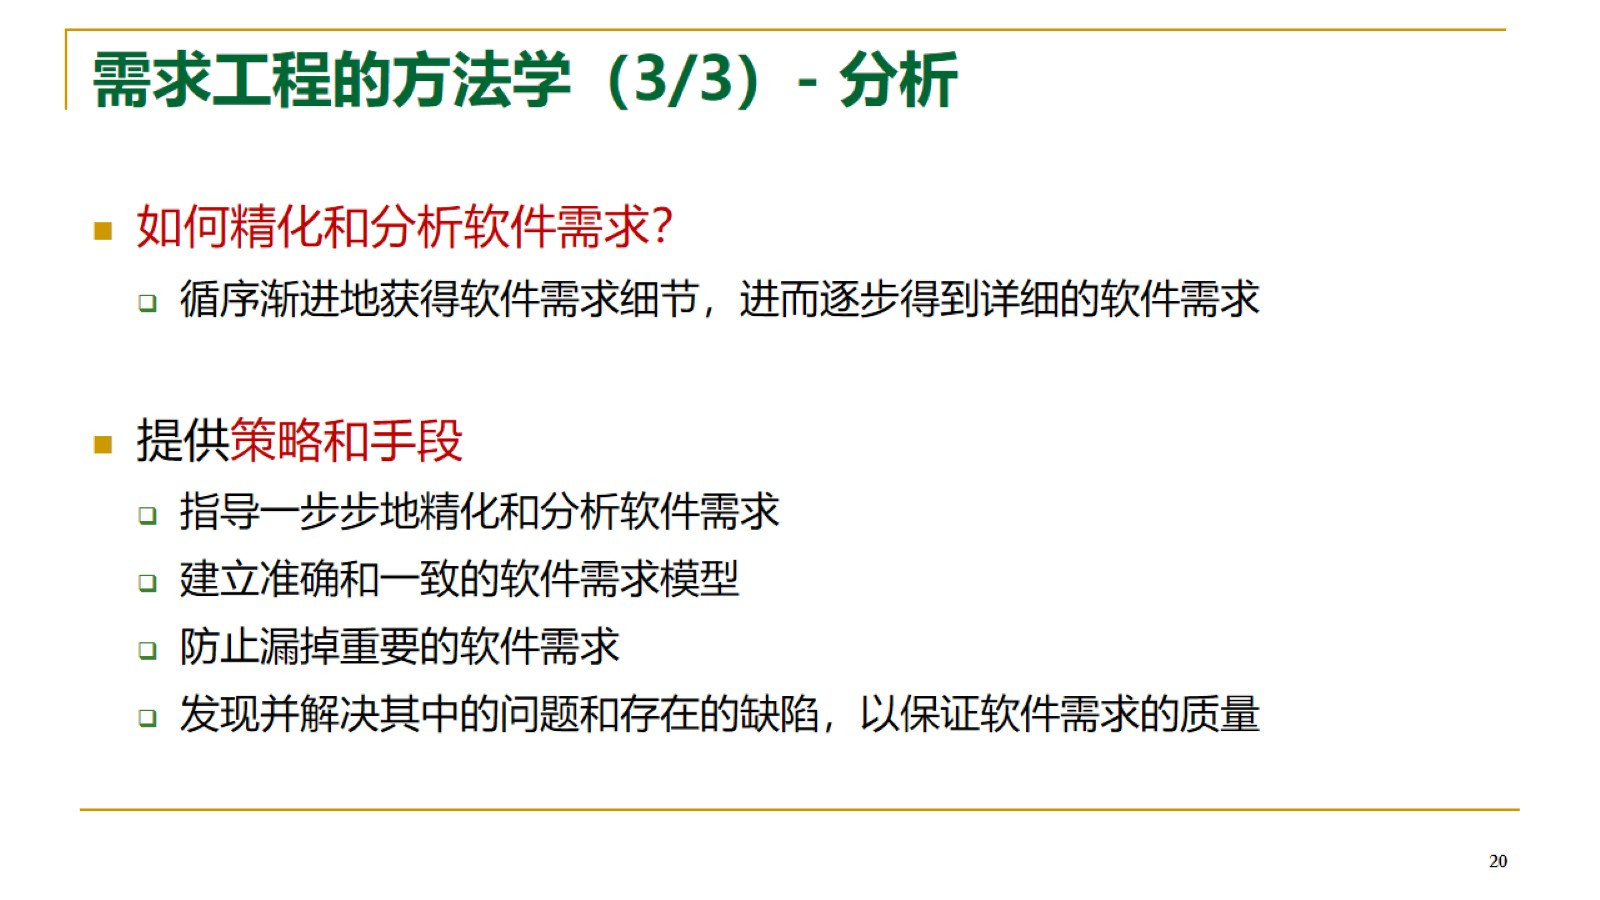 需求工程的方法学（3/3）- 分析
如何精化和分析软件需求?
循序渐进地获得软件需求细节，进而逐步得到详细的软件需求
提供策略和手段
指导一步步地精化和分析软件需求
建立准确和一致的软件需求模型
防止漏掉重要的软件需求
发现并解决其中的问题和存在的缺陷，以保证软件需求的质量
20